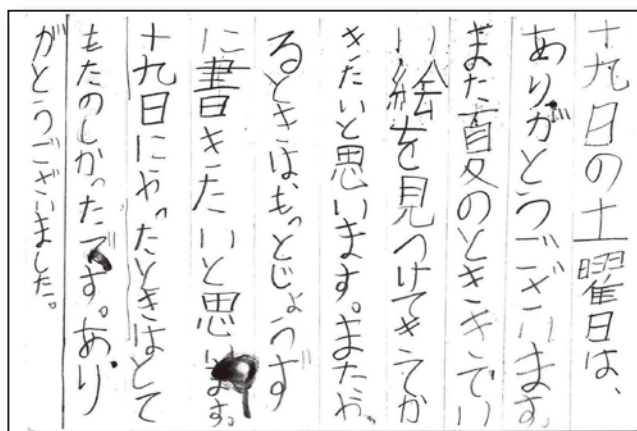 十九日の土曜日は、
ありがとうございます。
また夏のときききでい
い絵を見つけてきてか
きたいと思います。またや
るときは、もっとじょうず
に書きたいと思います。
十九日にやったときはとて
もたのしかったです。あり
がとうございました。